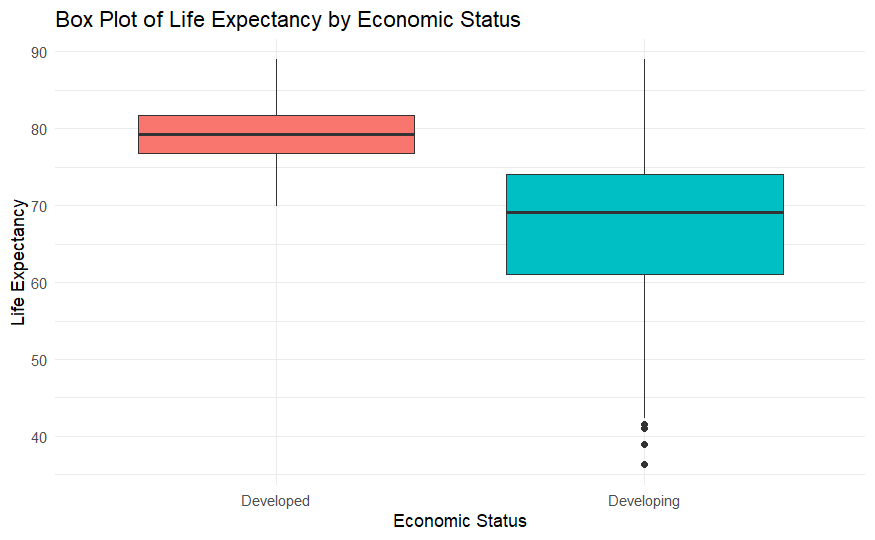 Box Plot of Life Expectancy by Economic Status
Life Expectancy
90
80
70
60
50
40
Developed
Developing
Economic Status